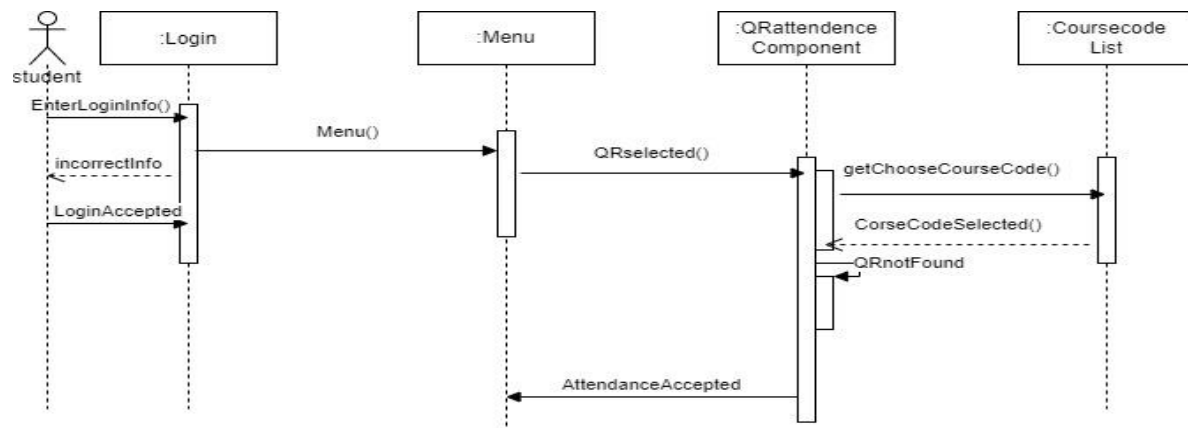 :Login
:Menu
:QRattendence
Component
:Coursecode
List
student
EnterLoginInfo()
Menu()
QRselected()
incorrectInfo
getChooseCourseCode()
LoginAccepted
CorseCodeSelected()
QRnotFound
AttendanceAccepted